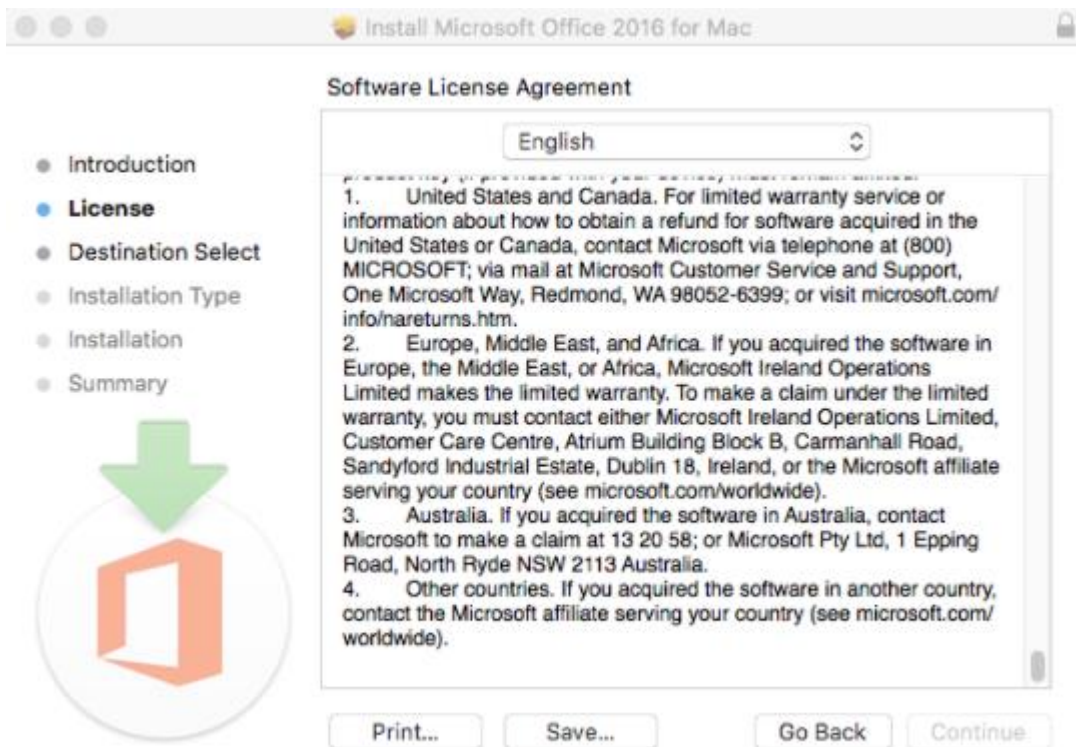 Install Microsoft Office 2016 for Mac
Software License Agreement
English
Introduction
License
Destination Select
Installation Type
Installation
Summary
1. United States and Canada. For limited warranty service or
information about how to obtain a refund for software acquired in the
United States or Canada, contact Microsoft via telephone at (800)
MICROSOFT; via mail at Microsoft Customer Service and Support,
One Microsoft Way, Redmond, WA 98052-6399; or visit microsoft.com/
info/nareturns.htm.
2. Europe, Middle East, and Africa. If you acquired the software in
Europe, the Middle East, or Africa, Microsoft Ireland Operations
Limited makes the limited warranty. To make a claim under the limited
warranty, you must contact either Microsoft Ireland Operations Limited,
Customer Care Centre, Atrium Building Block B, Carmanhall Road,
Sandyford Industrial Estate, Dublin 18, Ireland, or the Microsoft affiliate
serving your country (see microsoft.com/worldwide).
3. Australia. If you acquired the software in Australia, contact
Microsoft to make a claim at 13 20 58; or Microsoft Pty Ltd, 1 Epping
Road, North Ryde NSW 2113 Australia.
4. Other countries. If you acquired the software in another country,
contact the Microsoft affiliate serving your country (see microsoft.com/
worldwide).
Print...
Save...
Go Back
Continue